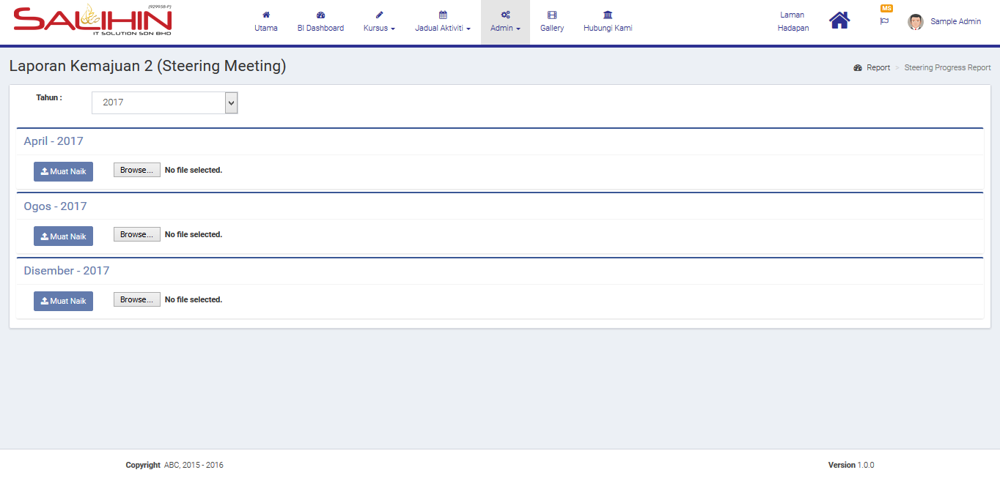 (929958-P)
SALIHIN
IT SOLUTION SDN BHD
Utama
BI Dashboard
Kursus
Jadual Aktiviti
Admin
Gallery
Hubungi Kami
Laman
Hadapan
MS
Sample Admin
Laporan Kemajuan 2 (Steering Meeting)
Report > Steering Progress Report
Tahun :
2017
April - 2017
Muat Naik
Browse... No file selected.
Ogos - 2017
Muat Naik
Browse... No file selected.
Disember - 2017
Muat Naik
Browse... No file selected.
Copyright ABC, 2015 - 2016
Version 1.0.0